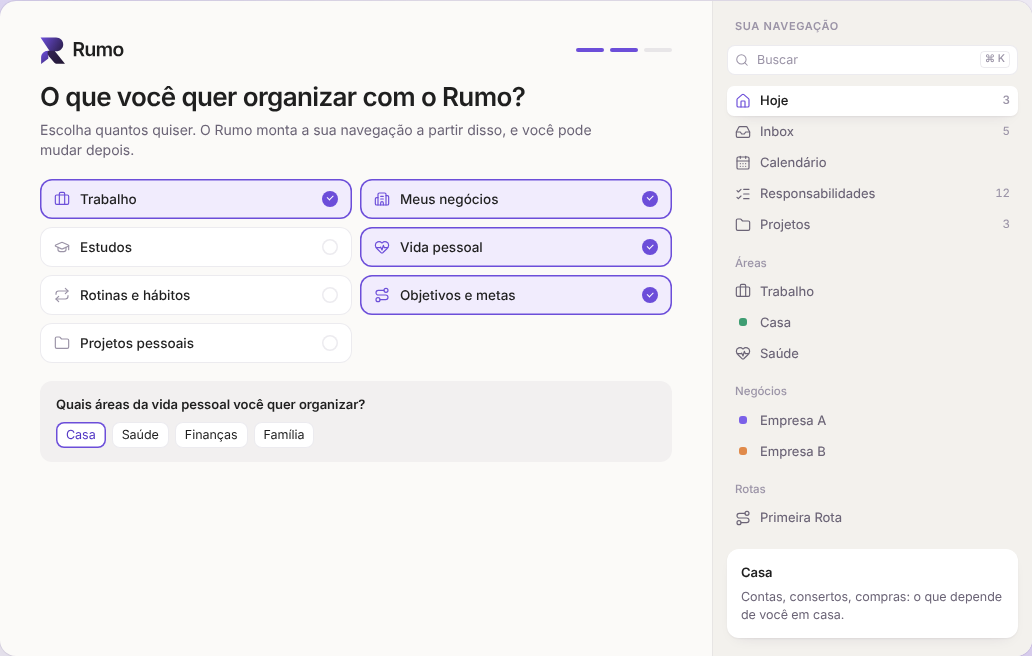 Rumo
O que você quer organizar com o Rumo?
Escolha quantos quiser. O Rumo monta a sua navegação a partir disso, e você pode
mudar depois.
Trabalho
Meus negócios
Estudos
Vida pessoal
Rotinas e hábitos
Objetivos e metas
Projetos pessoais
Quais áreas da vida pessoal você quer organizar?
Casa
Saúde
Finanças
Família
SUA NAVEGAÇÃO
Buscar ⌘ K
Hoje 3
Inbox 5
Calendário
Responsabilidades 12
Projetos 3
Áreas
Trabalho
Casa
Saúde
Negócios
Empresa A
Empresa B
Rotas
Primeira Rota
Casa
Contas, consertos, compras: o que depende
de você em casa.